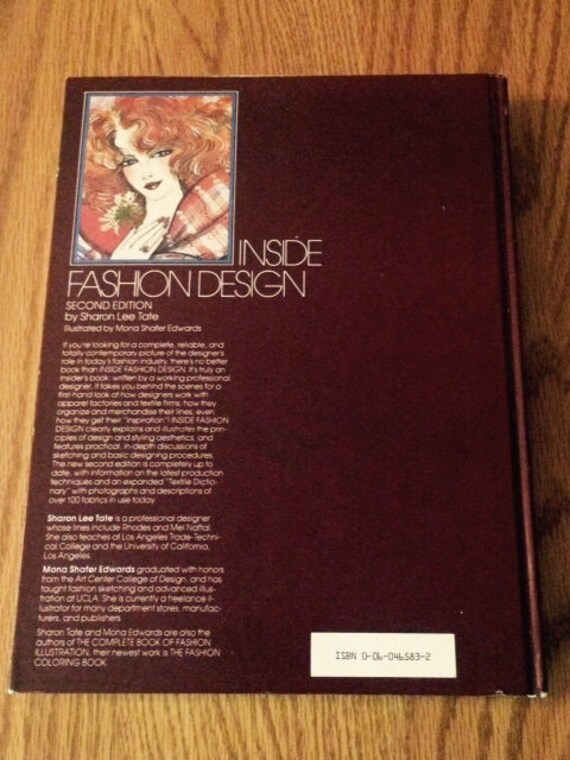 INSIDE
FASHION DESIGN
SECOND EDITION
by Sharon Lee Tate
Illustrated by Mona Shafer Edwards
If you're looking for a complete, reliable, and
totally contemporary picture of the designer's
role in today's fashion industry, there's no better
book than INSIDE FASHION DESIGN. It's truly an
insider's book, written by a working professional
designer. It takes you behind the scenes for a
first-hand look at how designers work with
apparel factories and textile firms, how they
organize and merchandise their lines, even
how they get their "inspiration"! INSIDE FASHION
DESIGN clearly explains and illustrates the prin-
ciples of design and styling aesthetics, and
features practical, in-depth discussions of
sketching and basic designing procedures.
The new second edition is completely up to
date, with information on the latest production
techniques and an expanded "Textile Dictio-
nary" with photographs and descriptions of
over 100 fabrics in use today.
Sharon Lee Tate is a professional designer
whose lines include Rhodes and Mel Naftal.
She also teaches at Los Angeles Trade-Techni-
cal College and the University of California,
Los Angeles.
Mona Shafer Edwards graduated with honors
from the Art Center College of Design, and has
taught fashion sketching and advanced illus-
tration at UCLA. She is currently a freelance il-
lustrator for many department stores, manufac-
turers, and publishers.
Sharon Tate and Mona Edwards are also the
authors of THE COMPLETE BOOK OF FASHION
ILLUSTRATION; their newest work is THE FASHION
COLORING BOOK.
ISBN 0-06-046583-2